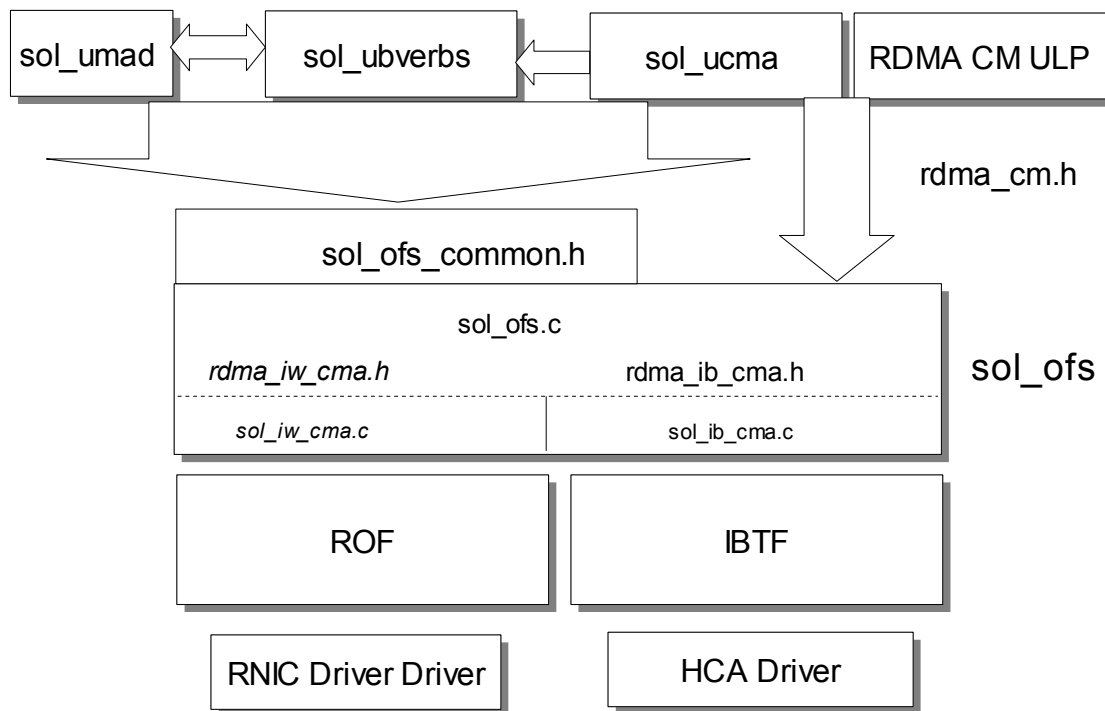 sol_umad sol_ubverbs sol_ucma RDMA CM ULP
rdma_cm.h
sol_ofs_common.h
sol_ofs.c
sol_ofs
rdma_iw_cma.h rdma_ib_cma.h
sol_iw_cma.c sol_ib_cma.c
ROF IBTF
RNIC Driver Driver HCA Driver